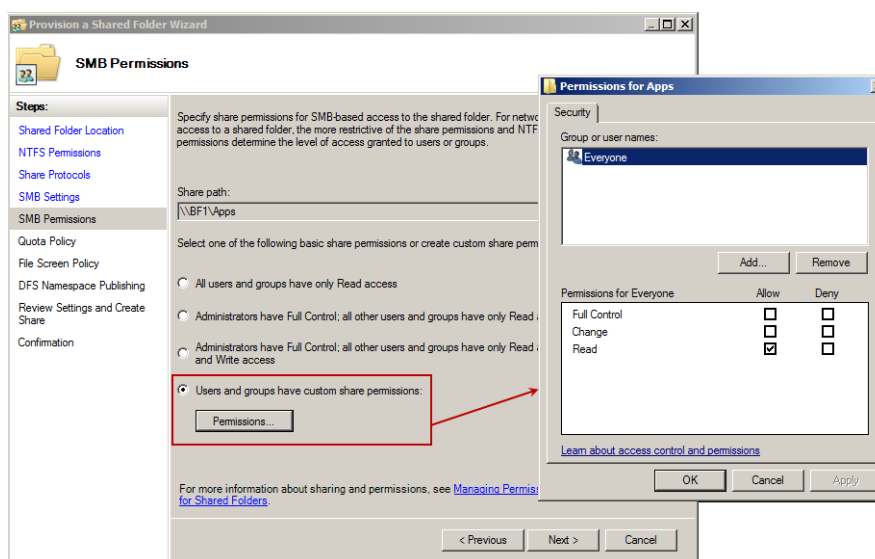 Provision a Shared Folder Wizard
SMB Permissions
Steps:
Shared Folder Location
NTFS Permissions
Share Protocols
SMB Settings
SMB Permissions
Quota Policy
File Screen Policy
DFS Namespace Publishing
Review Settings and Create
Share
Confirmation
Specify share permissions for SMB-based access to the shared folder. For
access to a shared folder, the more restrictive of the share permissions and
permissions determine the level of access granted to users or groups.
Share path:
\\BF1\Apps
Select one of the following basic share permissions or create custom share
All users and groups have only Read access
Administrators have Full Control; all other users and groups have only Read
Administrators have Full Control; all other users and groups have only Read
and Write access
Users and groups have custom share permissions:
Permissions...
For more information about sharing and permissions, see Managing
for Shared Folders.
< Previous
Next >
Cancel
Permissions for Apps
Security
Group or user names:
Everyone
Add...
Remove
Permissions for Everyone
Allow
Deny
Full Control
Change
Read
Learn about access control and permissions
OK
Cancel
Apply